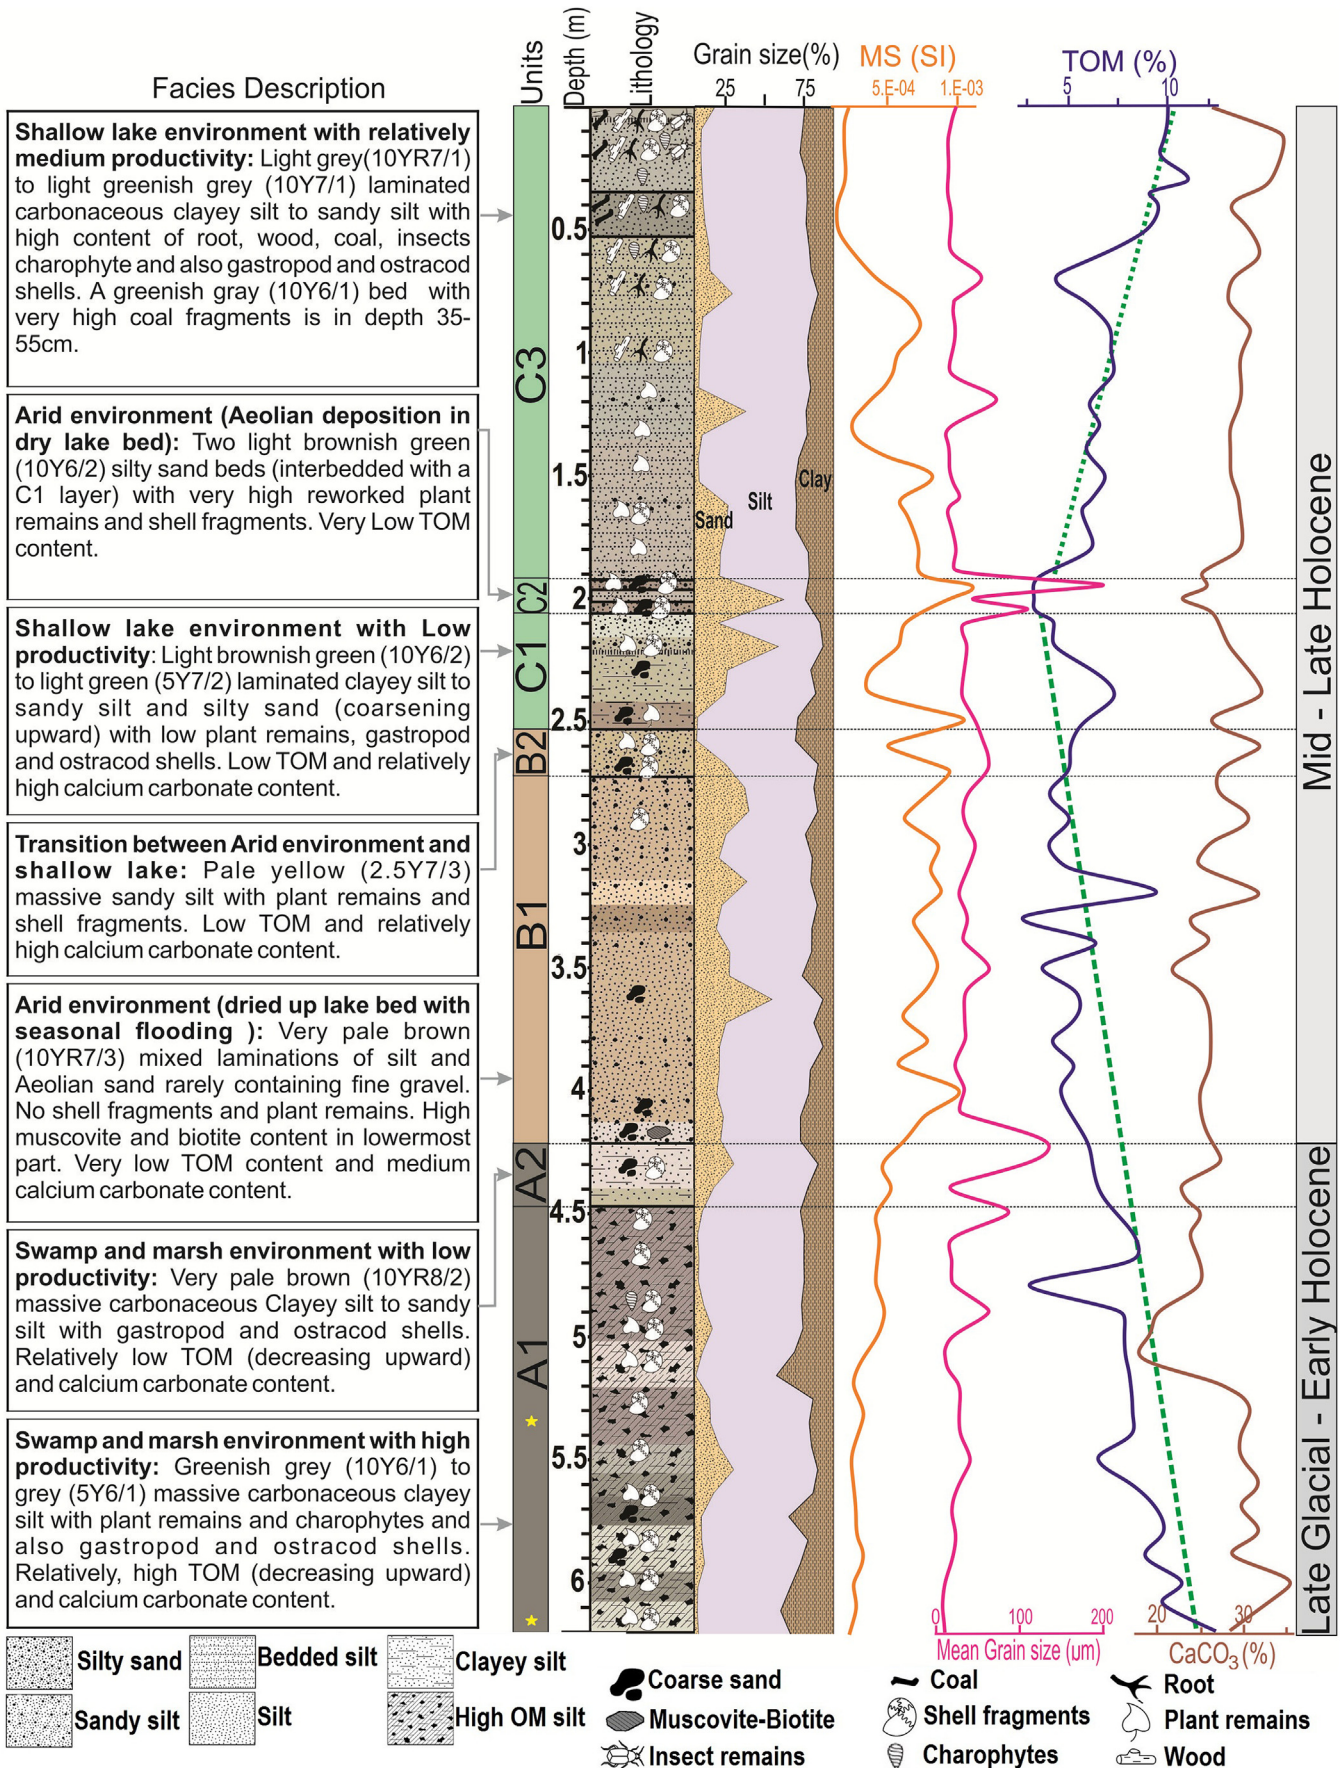 Facies Description
Units
Depth (m)
Lithology
Grain size(%)
25 75
MS (SI)
5.E-04 1.E-03
TOM (%)
5 10
Shallow lake environment with relatively
medium productivity: Light grey(10YR7/1)
to light greenish grey (10Y7/1) laminated
carbonaceous clayey silt to sandy silt with
high content of root, wood, coal, insects
charophyte and also gastropod and ostracod
shells. A greenish gray (10Y6/1) bed with
very high coal fragments is in depth 35-
55cm.
Arid environment (Aeolian deposition in
dry lake bed): Two light brownish green
(10Y6/2) silty sand beds (interbedded with a
C1 layer) with very high reworked plant
remains and shell fragments. Very Low TOM
content.
Shallow lake environment with Low
productivity: Light brownish green (10Y6/2)
to light green (5Y7/2) laminated clayey silt to
sandy silt and silty sand (coarsening
upward) with low plant remains, gastropod
and ostracod shells. Low TOM and relatively
high calcium carbonate content.
Transition between Arid environment and
shallow lake: Pale yellow (2.5Y7/3)
massive sandy silt with plant remains and
shell fragments. Low TOM and relatively
high calcium carbonate content.
Arid environment (dried up lake bed with
seasonal flooding ): Very pale brown
(10YR7/3) mixed laminations of silt and
Aeolian sand rarely containing fine gravel.
No shell fragments and plant remains. High
muscovite and biotite content in lowermost
part. Very low TOM content and medium
calcium carbonate content.
Swamp and marsh environment with low
productivity: Very pale brown (10YR8/2)
massive carbonaceous Clayey silt to sandy
silt with gastropod and ostracod shells.
Relatively low TOM (decreasing upward)
and calcium carbonate content.
Swamp and marsh environment with high
productivity: Greenish grey (10Y6/1) to
grey (5Y6/1) massive carbonaceous clayey
silt with plant remains and charophytes and
also gastropod and ostracod shells.
Relatively, high TOM (decreasing upward)
and calcium carbonate content.
C3
C2
C1
B2
B1
A2
A1
0.5
1
1.5
2
2.5
3
3.5
4
4.5
5
5.5
6
Sand
Silt
Clay
Mid - Late Holocene
Late Glacial - Early Holocene
0 100 200
Mean Grain size (µm)
20 30
CaCO3(%)
Silty sand
Bedded silt
Clayey silt
Sandy silt
Silt
High OM silt
Coarse sand
Coal
Root
Muscovite-Biotite
Shell fragments
Plant remains
Insect remains
Charophytes
Wood